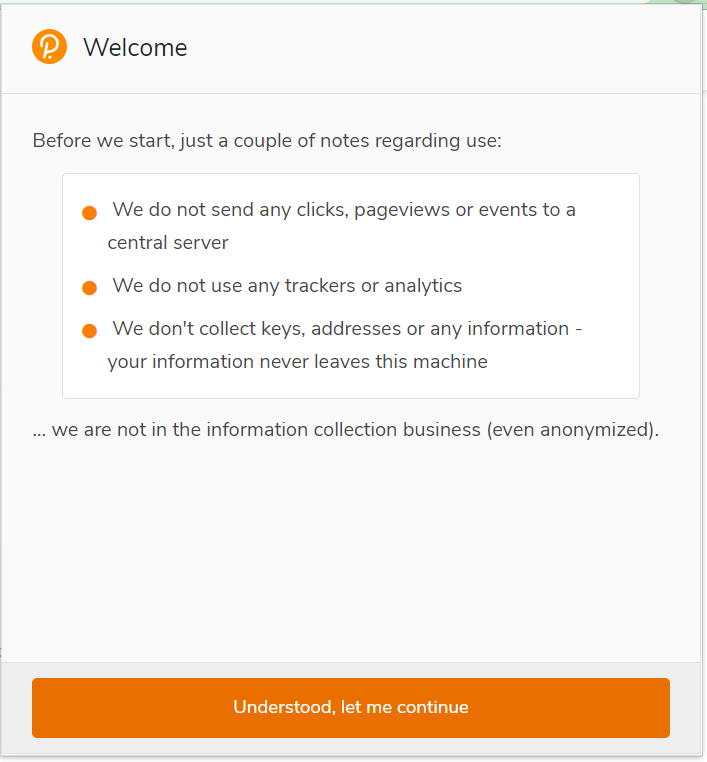 Welcome
Before we start, just a couple of notes regarding use:
We do not send any clicks, pageviews or events to a
central server
We do not use any trackers or analytics
We don't collect keys, addresses or any information -
your information never leaves this machine
... we are not in the information collection business (even anonymized).
Understood, let me continue